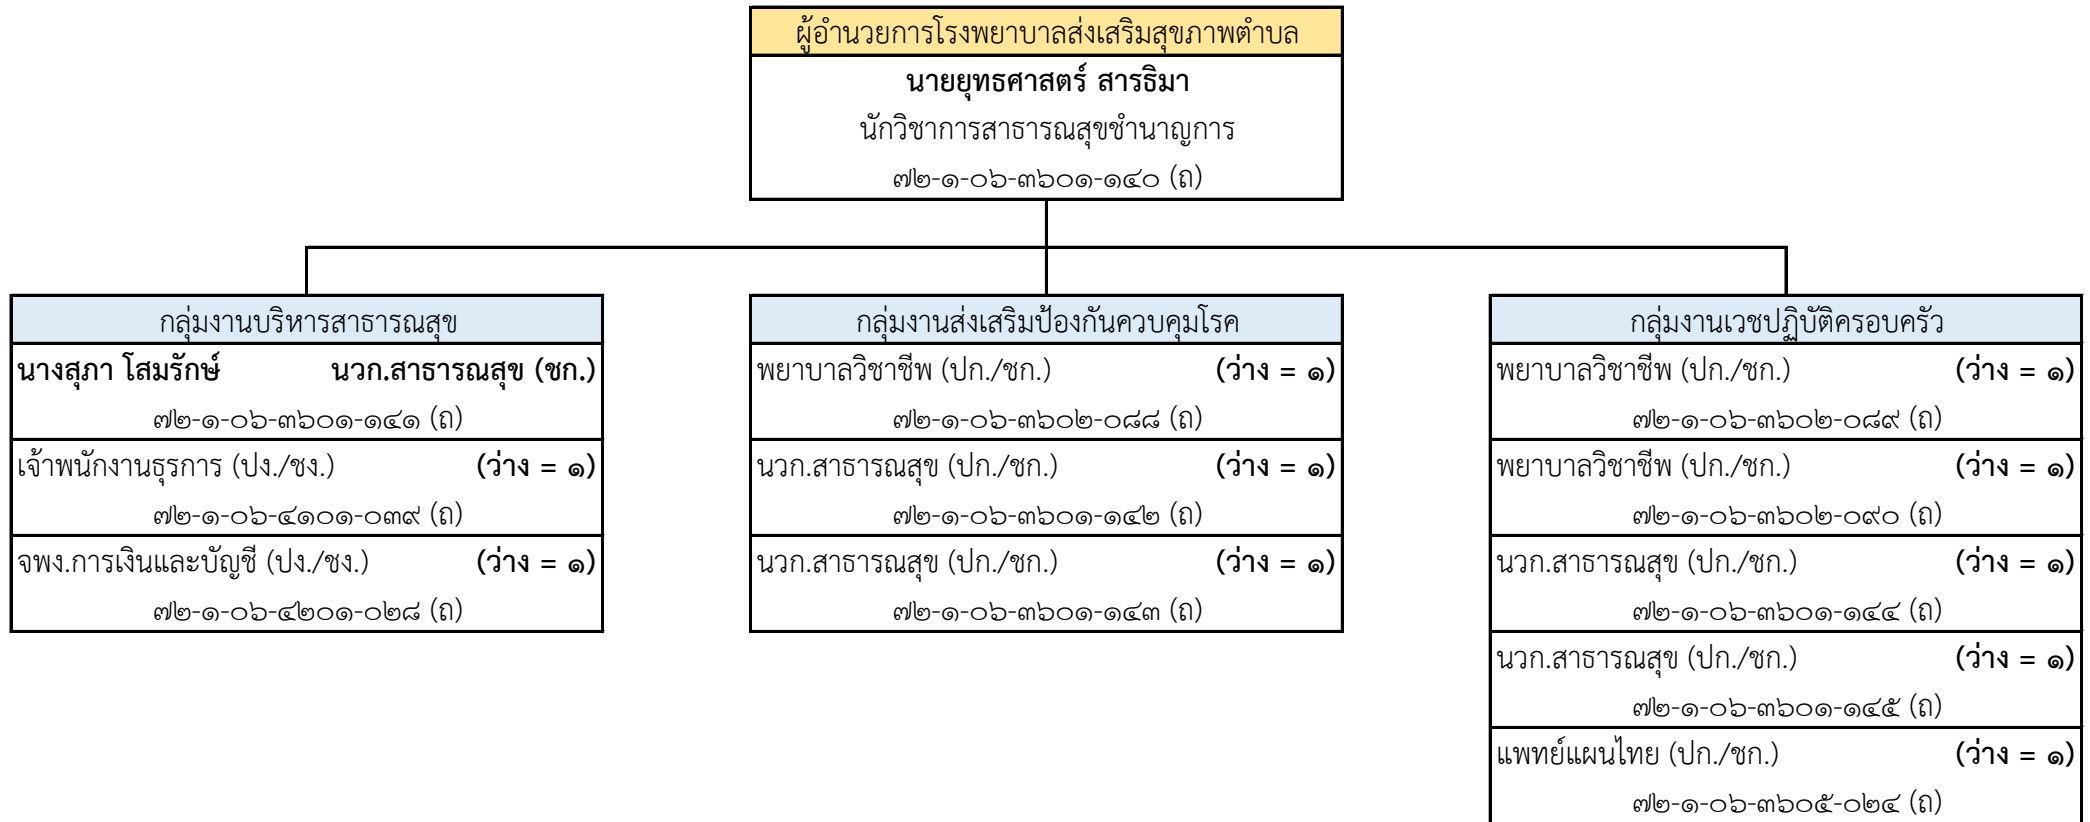 ผู้อำนวยการโรงพยาบาลส่งเสริมสุขภาพตำบล
นายยุทธศาสตร์ สารธิมา
นักวิชาการสาธารณสุขชำนาญการ
๗๒-๑-๐๖-๓๖๐๑-๑๔๐ (ถ)
กลุ่มงานบริหารสาธารณสุข
นางสุภา โสมรักษ์ นวก.สาธารณสุข (ชก.)
๗๒-๑-๐๖-๓๖๐๑-๑๔๑ (ถ)
เจ้าพนักงานธุรการ (ปง./ชง.) (ว่าง = ๑)
๗๒-๑-๐๖-๔๑๐๑-๐๓๙ (ถ)
จพง.การเงินและบัญชี (ปง./ชง.) (ว่าง = ๑)
๗๒-๑-๐๖-๔๒๐๑-๐๒๘ (ถ)
กลุ่มงานส่งเสริมป้องกันควบคุมโรค
พยาบาลวิชาชีพ (ปก./ชก.) (ว่าง = ๑)
๗๒-๑-๐๖-๓๖๐๒-๐๘๘ (ถ)
นวก.สาธารณสุข (ปก./ชก.) (ว่าง = ๑)
๗๒-๑-๐๖-๓๖๐๑-๑๔๒ (ถ)
นวก.สาธารณสุข (ปก./ชก.) (ว่าง = ๑)
๗๒-๑-๐๖-๓๖๐๑-๑๔๓ (ถ)
กลุ่มงานเวชปฏิบัติครอบครัว
พยาบาลวิชาชีพ (ปก./ชก.) (ว่าง = ๑)
๗๒-๑-๐๖-๓๖๐๒-๐๘๙ (ถ)
พยาบาลวิชาชีพ (ปก./ชก.) (ว่าง = ๑)
๗๒-๑-๐๖-๓๖๐๒-๐๙๐ (ถ)
นวก.สาธารณสุข (ปก./ชก.) (ว่าง = ๑)
๗๒-๑-๐๖-๓๖๐๑-๑๔๔ (ถ)
นวก.สาธารณสุข (ปก./ชก.) (ว่าง = ๑)
๗๒-๑-๐๖-๓๖๐๑-๑๔๕ (ถ)
แพทย์แผนไทย (ปก./ชก.) (ว่าง = ๑)
๗๒-๑-๐๖-๓๖๐๕-๐๒๔ (ถ)